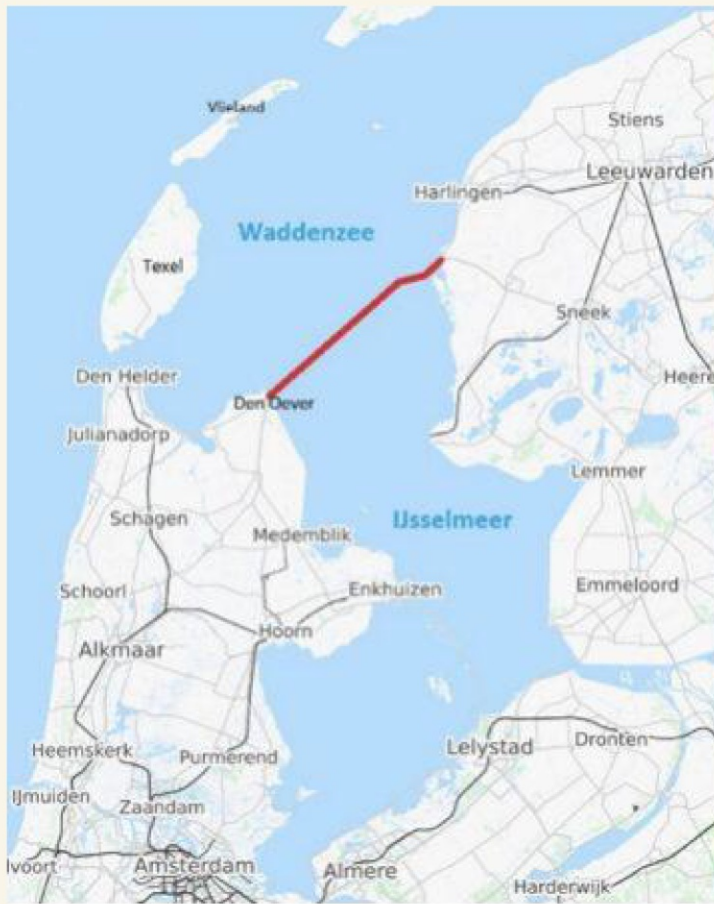 Vlieland
Stiens
Leeuwarden
Harlingen
Waddenzee
Texel
Sneek
Den Helder
Heere
Den Oever
Julianadorp
Lemmer
IJsselmeer
Schagen
Medemblik
Emmeloord
Schoorl
Enkhuizen
Hoorn
Alkmaar
Lelystad
Dronten
Heemskerk
Purmerend
IJmuiden
Zaandam
lvoort
Amsterdam
Almere
Harderwijk